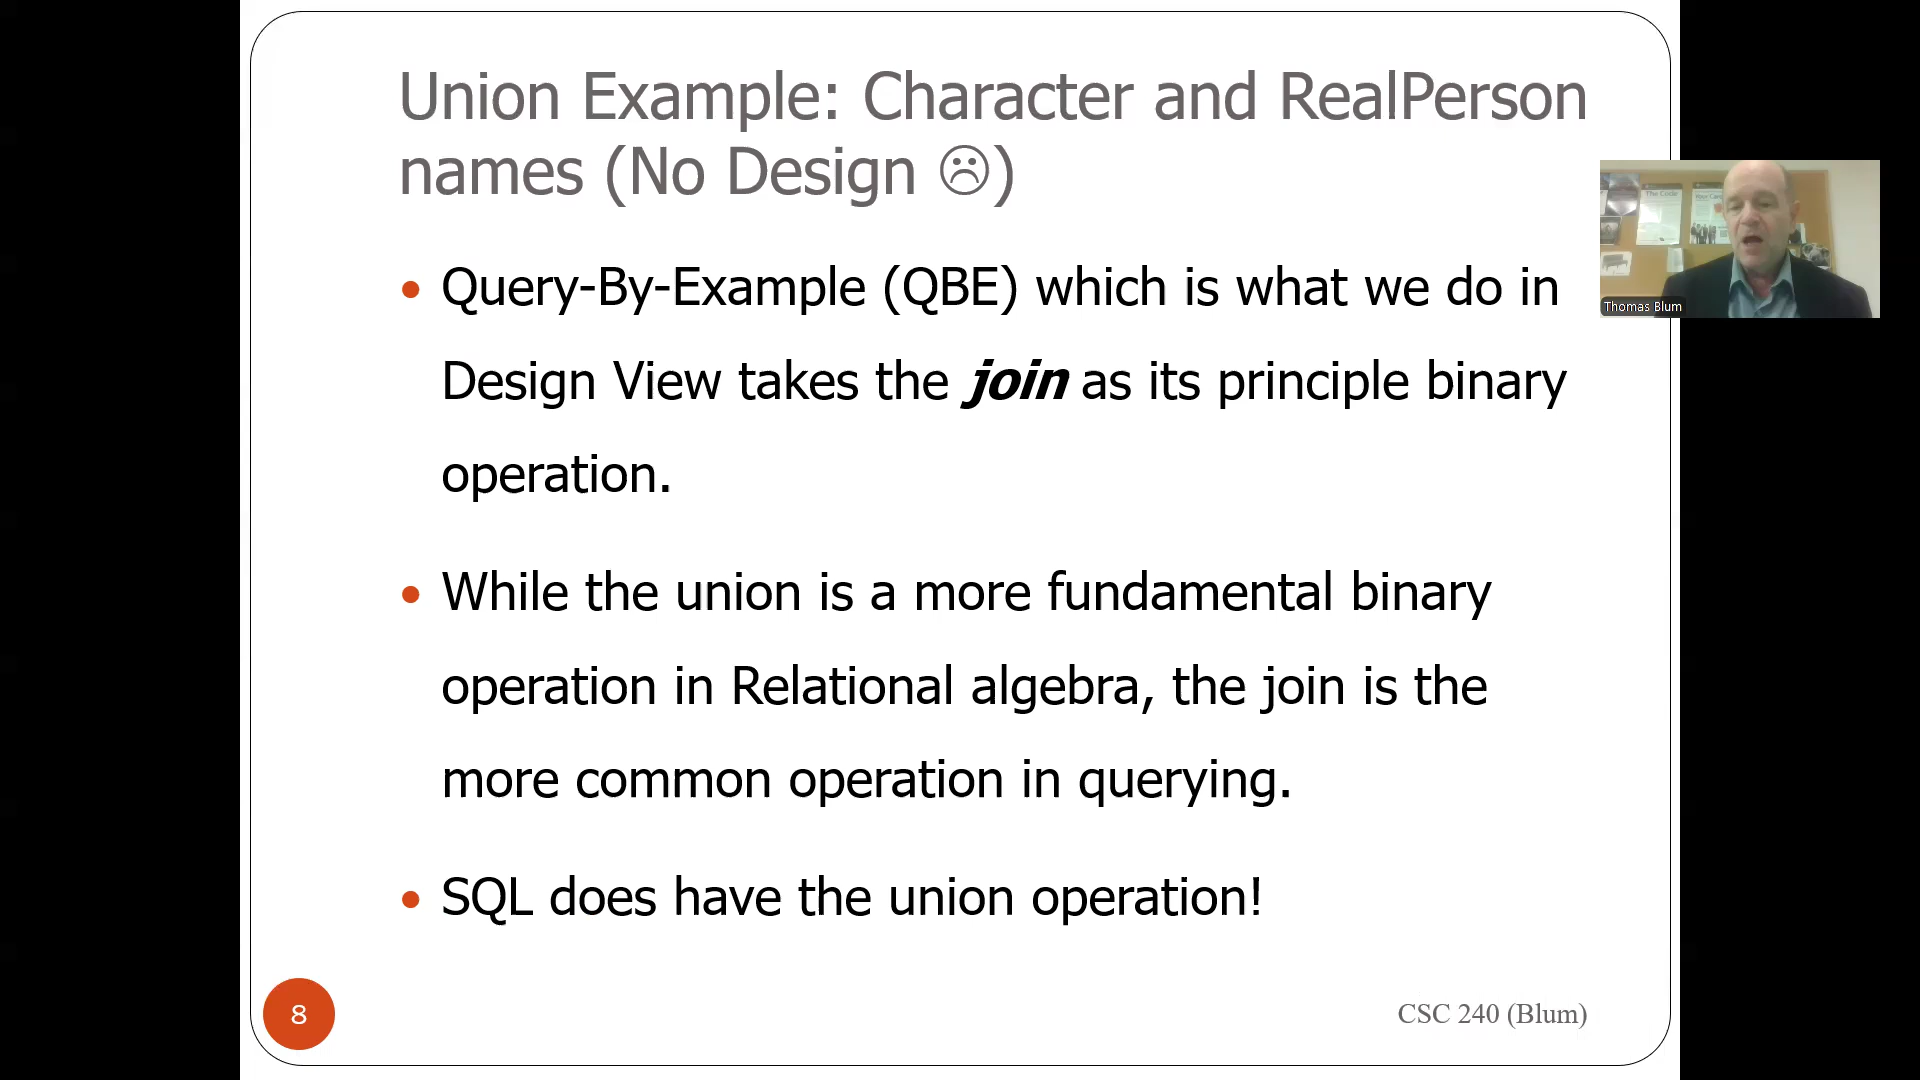 Union Example: Character and RealPerson
names (No Design ☹)
• Query-By-Example (QBE) which is what we do in
Design View takes the join as its principle binary
operation.
• While the union is a more fundamental binary
operation in Relational algebra, the join is the
more common operation in querying.
• SQL does have the union operation!
8
CSC 240 (Blum)
The Code
Thomas Blum